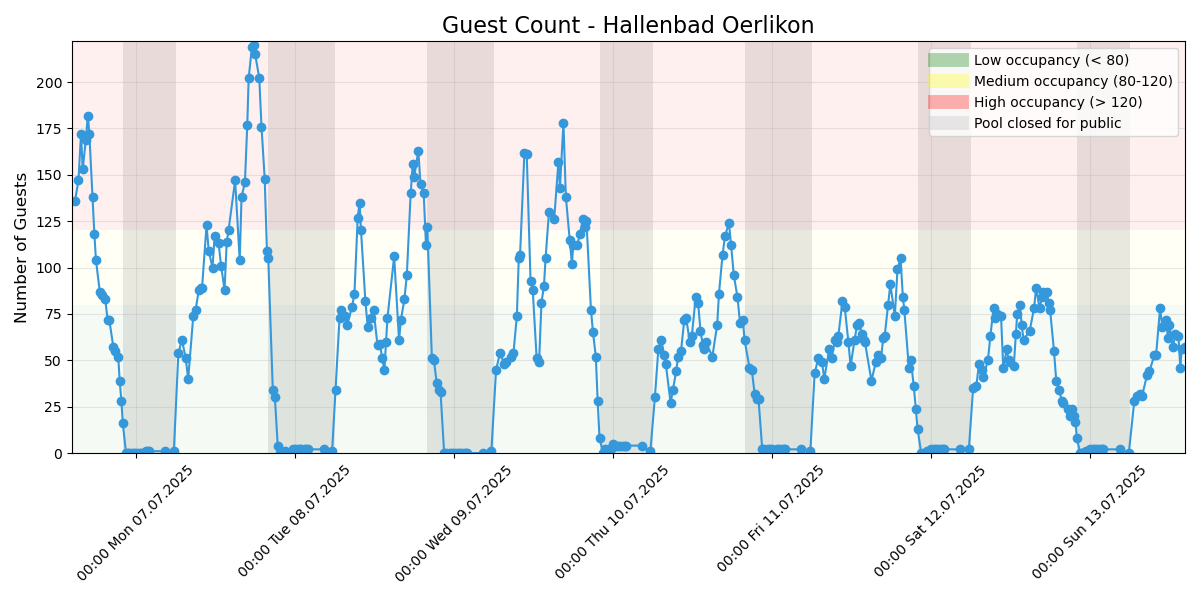 Guest Count - Hallenbad Oerlikon
Low occupancy (< 80)
Medium occupancy (80-120)
High occupancy (> 120)
Pool closed for public
Number of Guests
200
175
150
125
100
75
50
25
0
00:00 Mon 07.07.2025
00:00 Tue 08.07.2025
00:00 Wed 09.07.2025
00:00 Thu 10.07.2025
00:00 Fri 11.07.2025
00:00 Sat 12.07.2025
00:00 Sun 13.07.2025